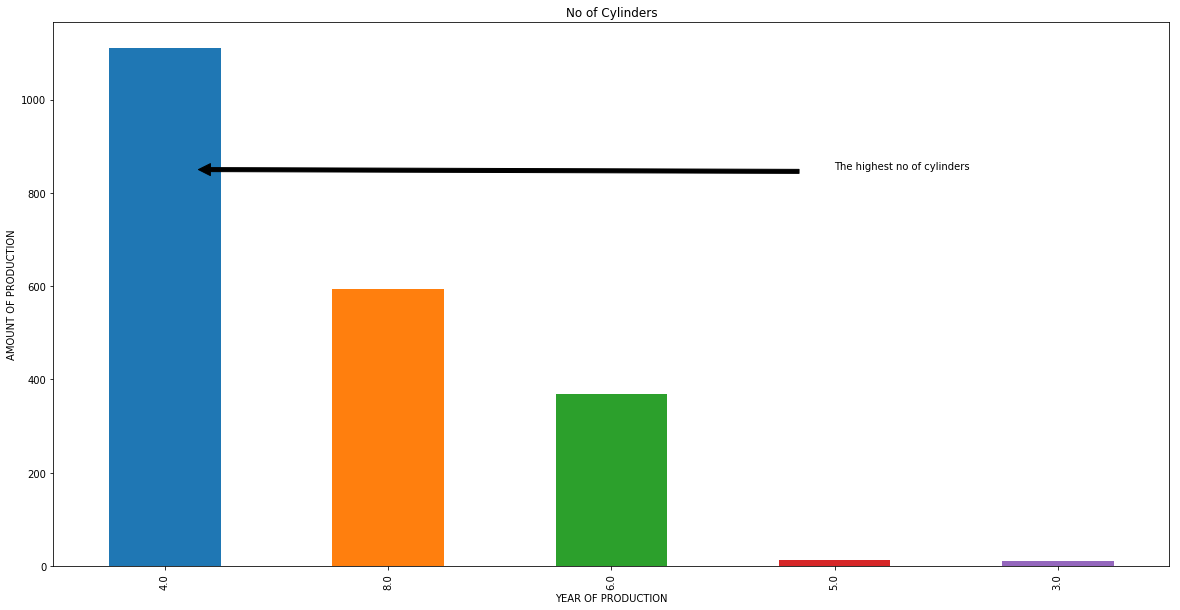 No of Cylinders
AMOUNT OF PRODUCTION
1000
800
600
400
200
0
The highest no of cylinders
4.0
8.0
6.0
5.0
3.0
YEAR OF PRODUCTION